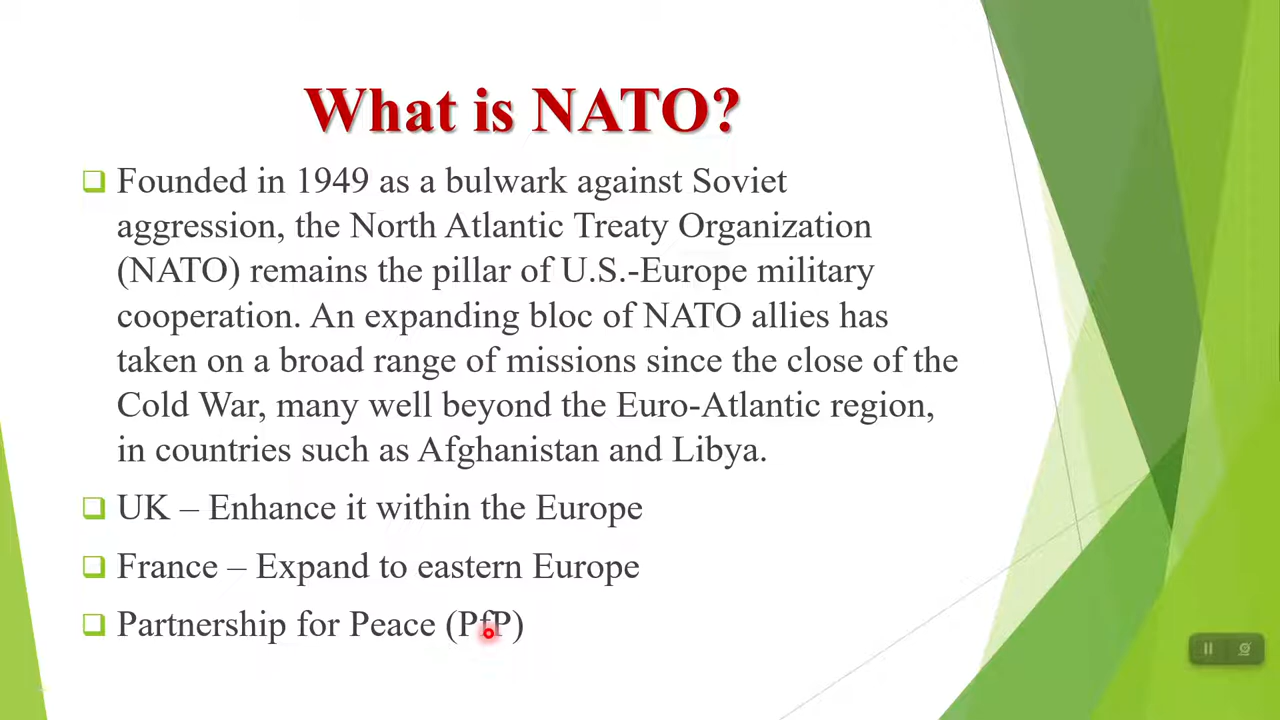 What is NATO?
Founded in 1949 as a bulwark against Soviet
aggression, the North Atlantic Treaty Organization
(NATO) remains the pillar of U.S.-Europe military
cooperation. An expanding bloc of NATO allies has
taken on a broad range of missions since the close of the
Cold War, many well beyond the Euro-Atlantic region,
in countries such as Afghanistan and Libya.
UK – Enhance it within the Europe
France – Expand to eastern Europe
Partnership for Peace (PfP)